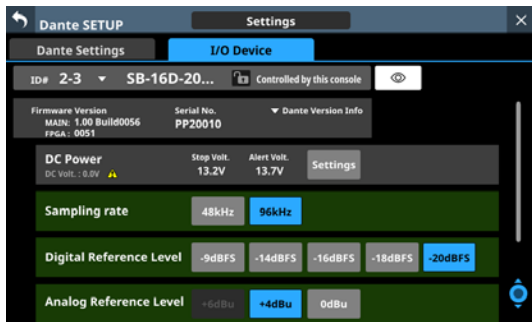 Dante SETUP
Settings
Dante Settings
I/O Device
ID# 2-3 ▼ SB-16D-20... Controlled by this console
Firmware Version
MAIN: 1.00 Build0056
FPGA : 0051
Serial No.
PP20010
▼ Dante Version Info
DC Power
DC Volt. : 0.0V
Stop Volt.
13.2V
Alert Volt.
13.7V
Settings
Sampling rate 48kHz 96kHz
Digital Reference Level -9dBFS -14dBFS -16dBFS -18dBFS -20dBFS
Analog Reference Level +6dBu +4dBu 0dBu